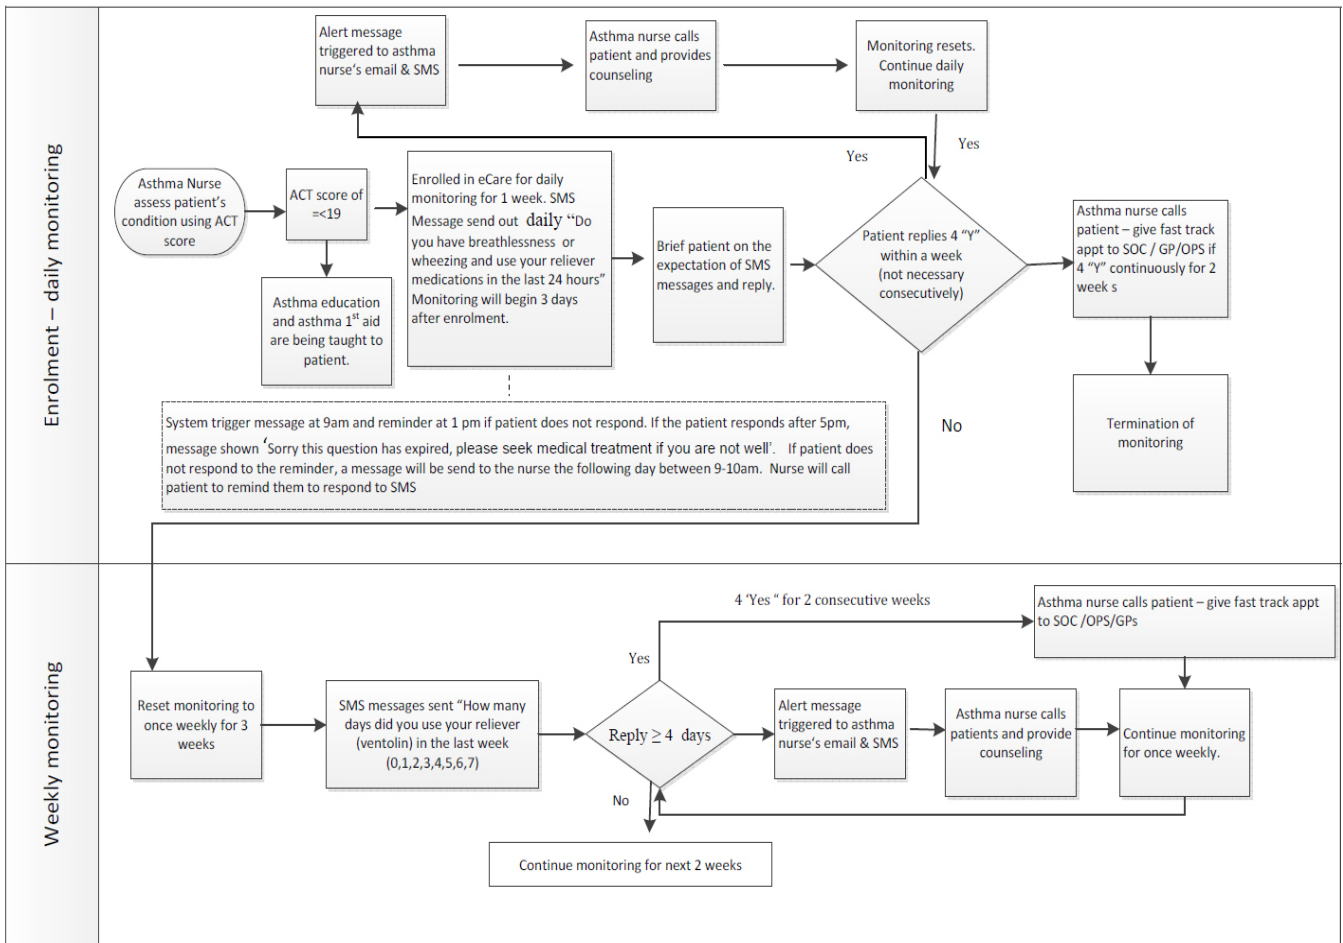 Enrolment – daily monitoring
Alert message
triggered to asthma
nurse's email & SMS
Asthma nurse calls
patient and provides
counseling
Monitoring resets.
Continue daily
monitoring
Yes
Yes
Asthma Nurse
assess patient's
condition using ACT
score
ACT score of
=<19
Asthma education
and asthma 1st aid
are being taught to
patient.
Enrolled in eCare for daily
monitoring for 1 week. SMS
Message send out daily "Do
you have breathlessness or
wheezing and use your reliever
medications in the last 24 hours"
Monitoring will begin 3 days
after enrolment.
Brief patient on the
expectation of SMS
messages and reply.
Patient replies 4 "Y"
within a week
(not necessary
consecutively)
Asthma nurse calls
patient – give fast track
appt to SOC / GP/OPS if
4 "Y" continuously for 2
week s
Termination of
monitoring
No
System trigger message at 9am and reminder at 1 pm if patient does not respond. If the patient responds after 5pm,
message shown 'Sorry this question has expired, please seek medical treatment if you are not well'. If patient does
not respond to the reminder, a message will be send to the nurse the following day between 9-10am. Nurse will call
patient to remind them to respond to SMS
Weekly monitoring
Reset monitoring to
once weekly for 3
weeks
SMS messages sent "How many
days did you use your reliever
(ventolin) in the last week
(0,1,2,3,4,5,6,7)
Reply ≥ 4 days
Yes
4 'Yes " for 2 consecutive weeks
Asthma nurse calls patient – give fast track appt
to SOC /OPS/GPs
Alert message
triggered to asthma
nurse's email & SMS
Asthma nurse calls
patients and provide
counseling
Continue monitoring
for once weekly.
No
Continue monitoring for next 2 weeks